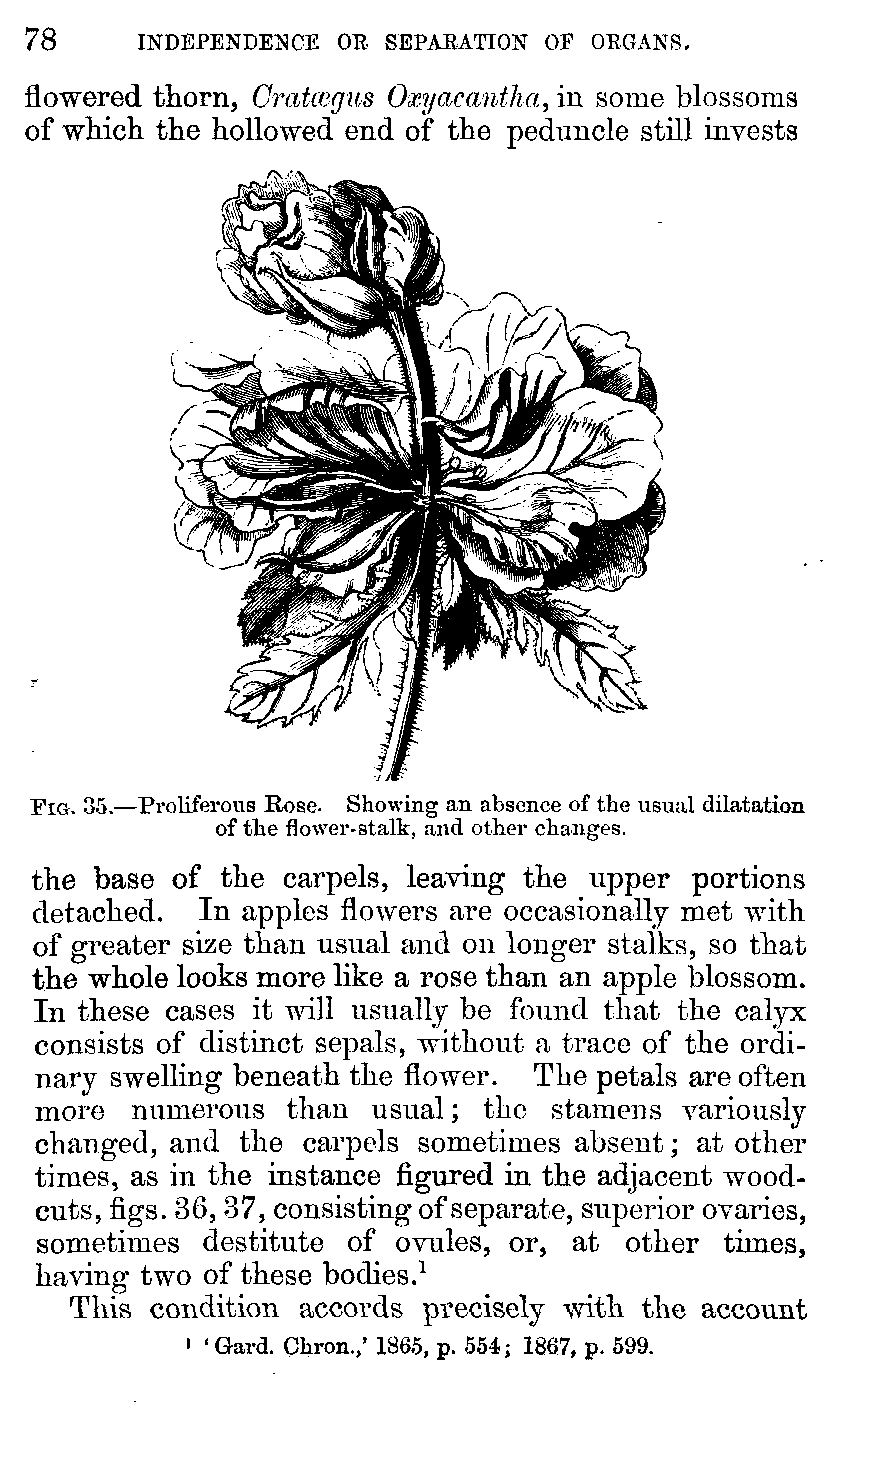 78 INDEPENDENCE OR SEPARATION OF ORGANS.
flowered thorn, Cratægus Oxyacantha, in some blossoms
of which the hollowed end of the peduncle still invests
FIG. 35.—Proliferous Rose. Showing an absence of the usual dilatation
of the flower-stalk, and other changes.
the base of the carpels, leaving the upper portions
detached. In apples flowers are occasionally met with
of greater size than usual and on longer stalks, so that
the whole looks more like a rose than an apple blossom.
In these cases it will usually be found that the calyx
consists of distinct sepals, without a trace of the ordi-
nary swelling beneath the flower. The petals are often
more numerous than usual; the stamens variously
changed, and the carpels sometimes absent; at other
times, as in the instance figured in the adjacent wood-
cuts, figs. 36, 37, consisting of separate, superior ovaries,
sometimes destitute of ovules, or, at other times,
having two of these bodies.¹
This condition accords precisely with the account
¹ 'Gard. Chron.,' 1865, p. 554; 1867, p. 599.